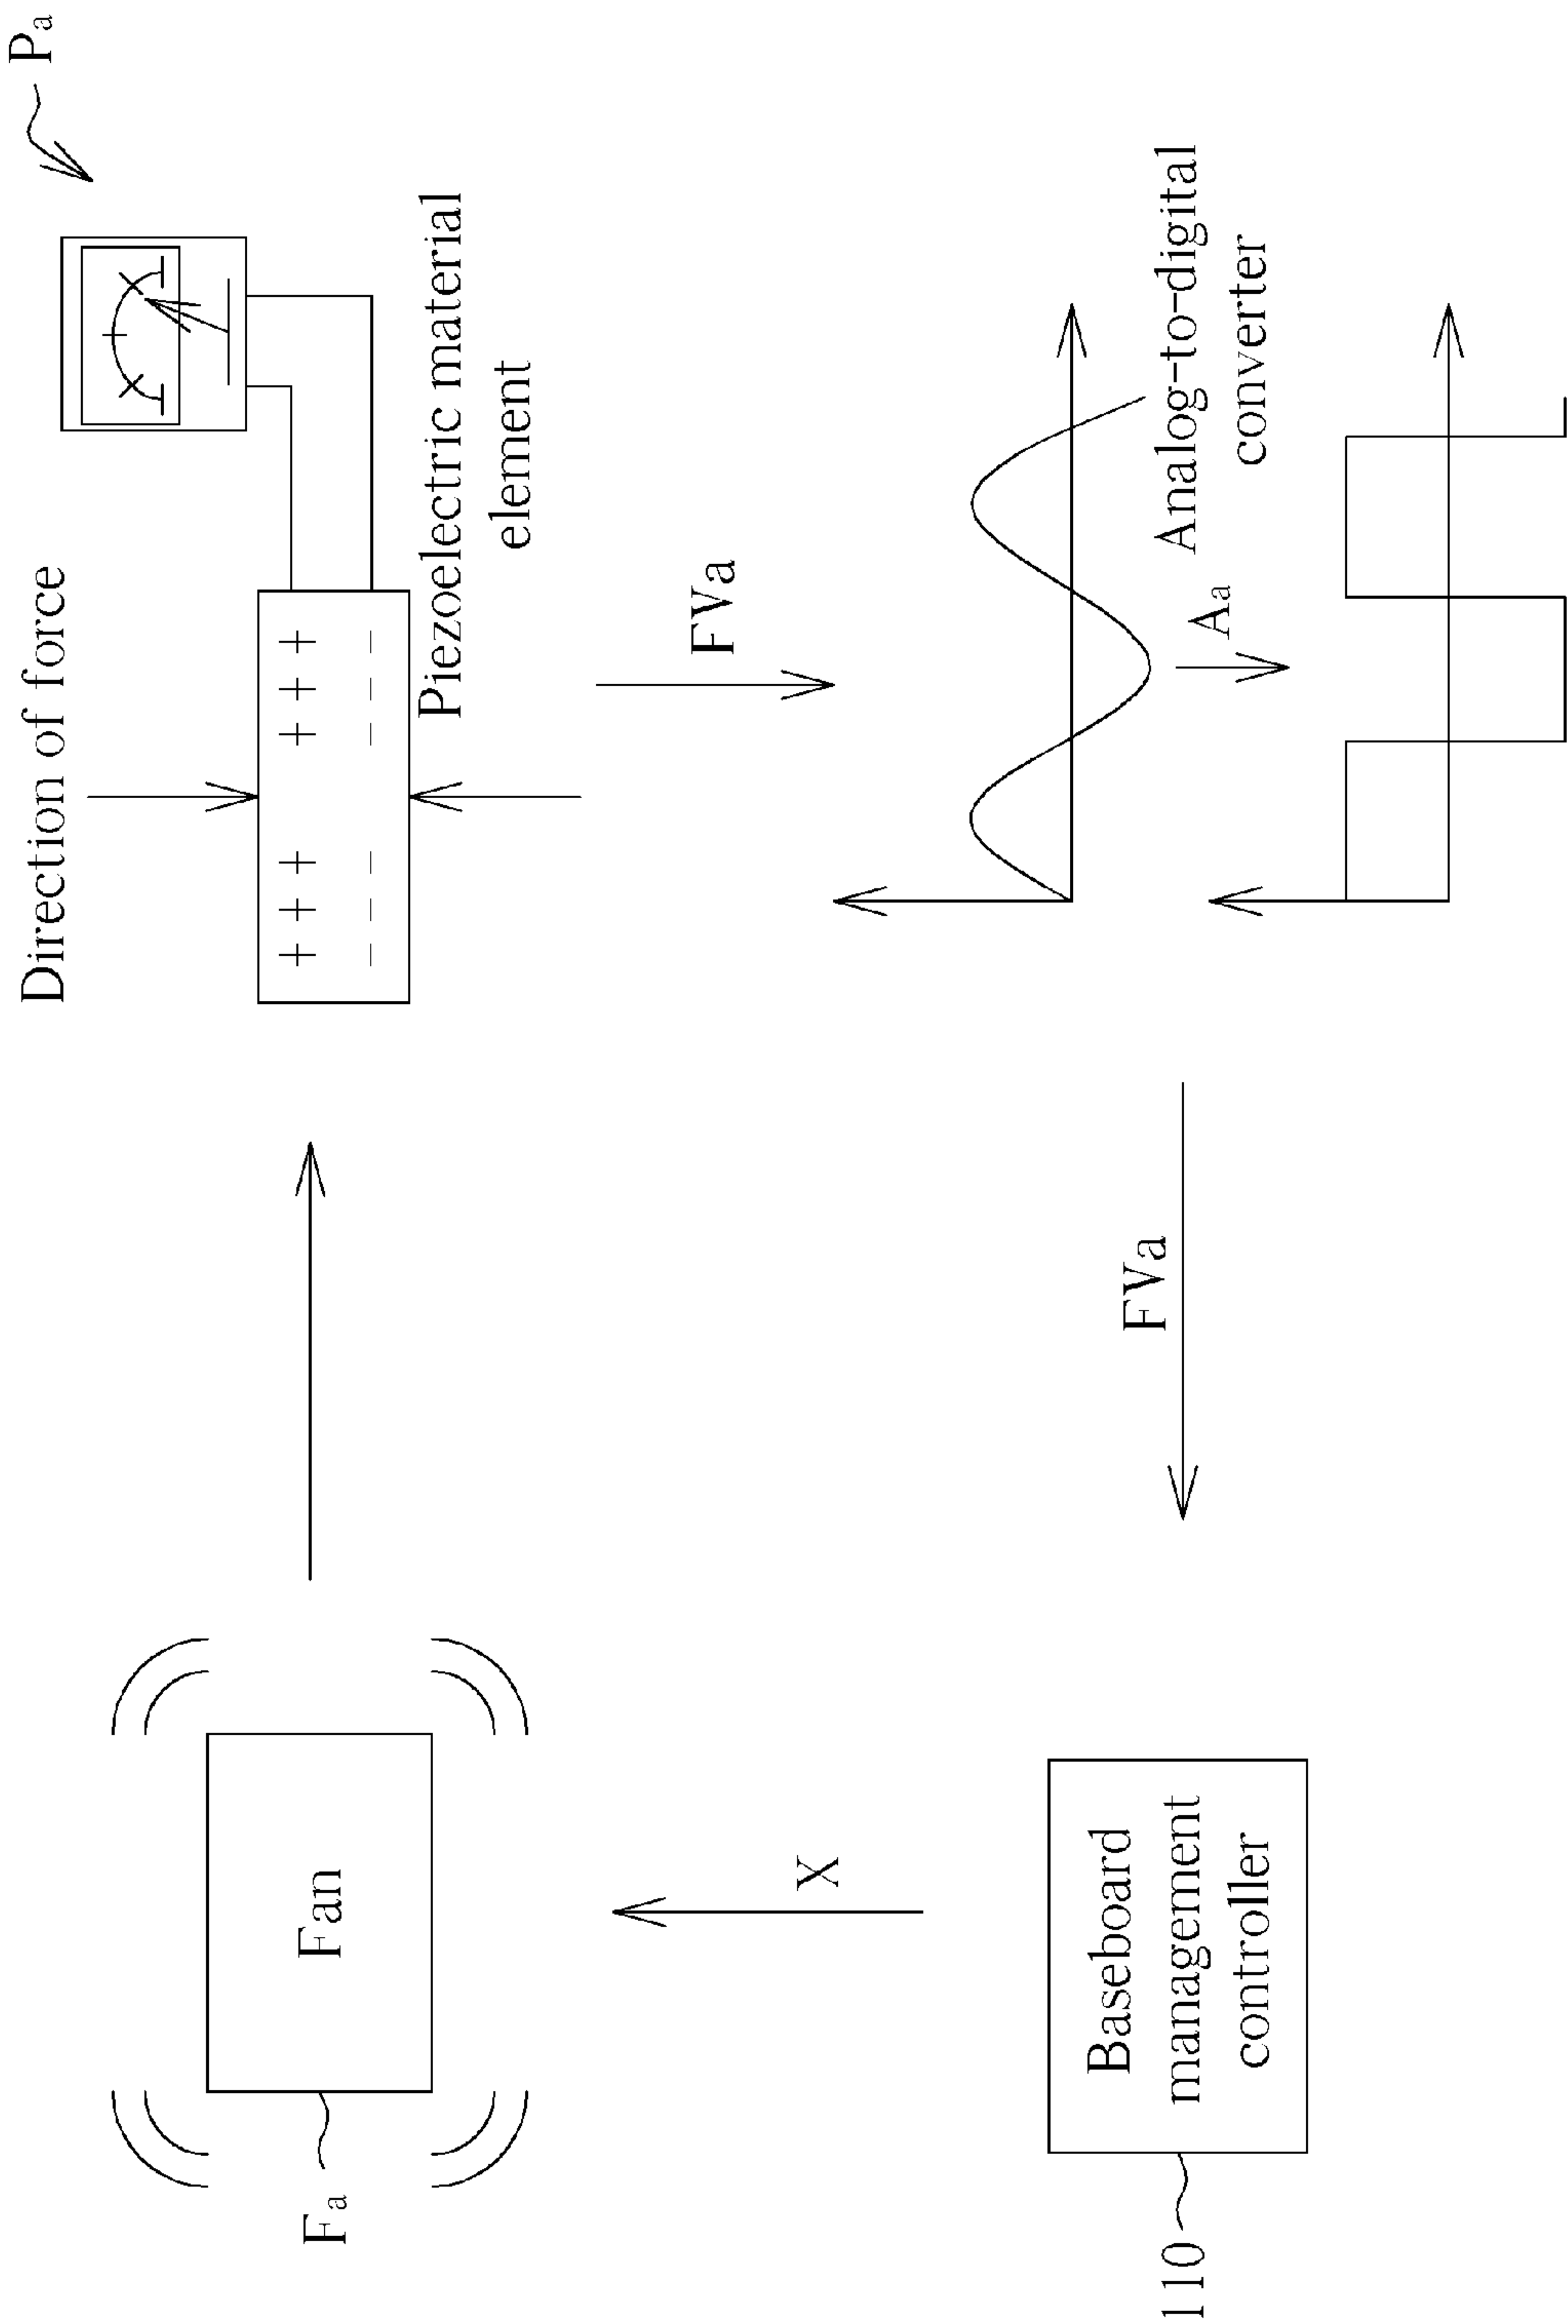 Direction of force
Pa
Fan
Fa
Piezoelectric material
element
FVa
X
FVa
Baseboard
management
controller
110
Aa
Analog-to-digital
converter